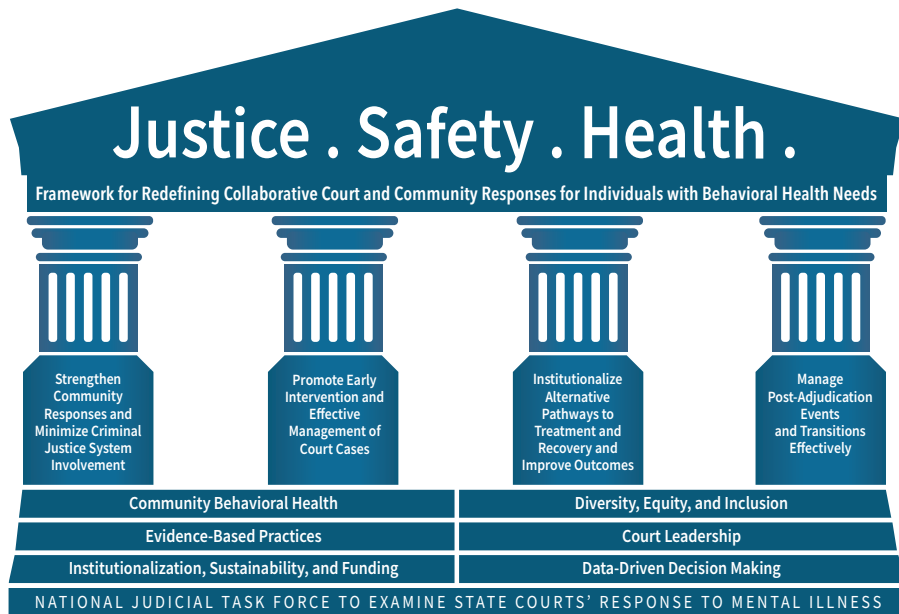 Justice . Safety . Health .
Framework for Redefining Collaborative Court and Community Responses for Individuals with Behavioral Health Needs
Strengthen
Community
Responses and
Minimize Criminal
Justice System
Involvement
Promote Early
Intervention and
Effective
Management of
Court Cases
Institutionalize
Alternative
Pathways to
Treatment and
Recovery and
Improve Outcomes
Manage
Post-Adjudication
Events
and Transitions
Effectively
Community Behavioral Health
Diversity, Equity, and Inclusion
Evidence-Based Practices
Court Leadership
Institutionalization, Sustainability, and Funding
Data-Driven Decision Making
NATIONAL JUDICIAL TASK FORCE TO EXAMINE STATE COURTS’ RESPONSE TO MENTAL ILLNESS